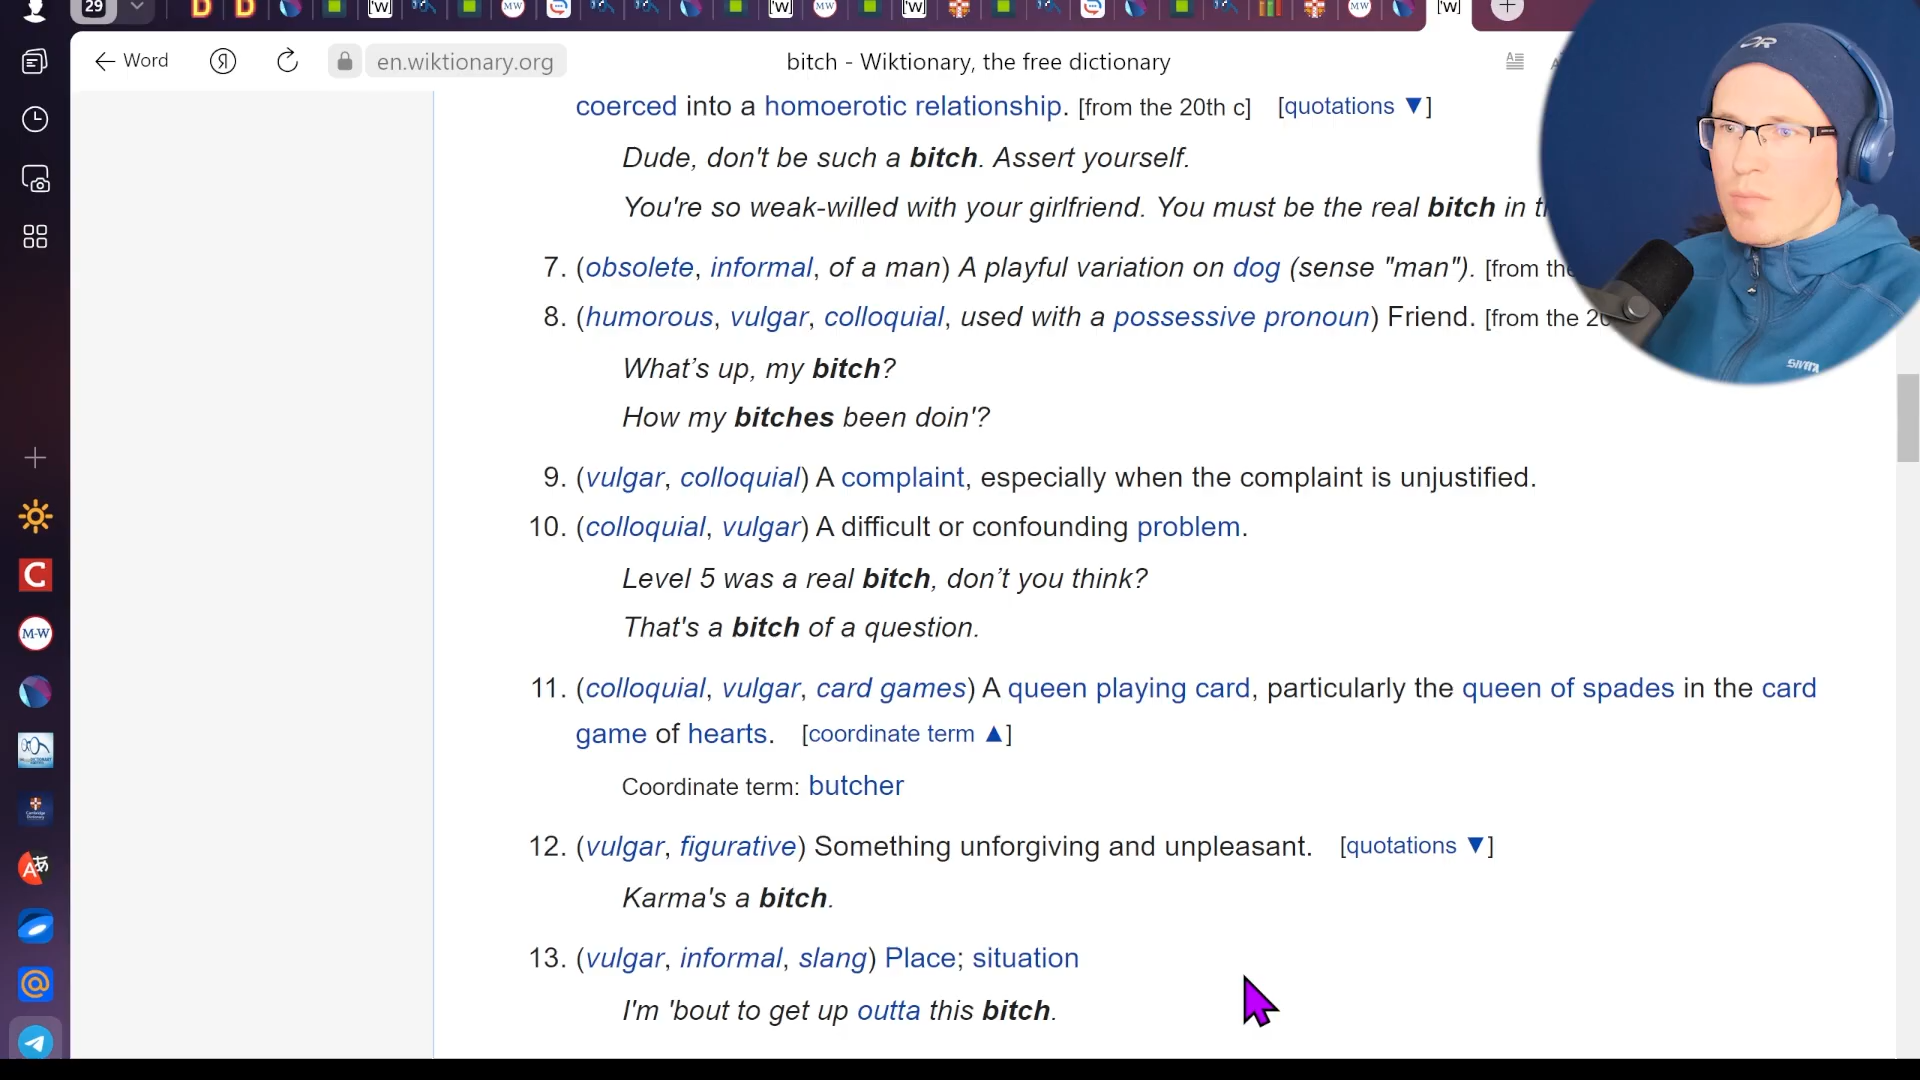 29
Word
en.wiktionary.org
bitch - Wiktionary, the free dictionary
coerced into a homoerotic relationship. [from the 20th c] [quotations ▼]
Dude, don't be such a bitch. Assert yourself.
You're so weak-willed with your girlfriend. You must be the real bitch in
7. (obsolete, informal, of a man) A playful variation on dog (sense "man"). [from
8. (humorous, vulgar, colloquial, used with a possessive pronoun) Friend. [from the
What’s up, my bitch?
How my bitches been doin'?
9. (vulgar, colloquial) A complaint, especially when the complaint is unjustified.
10. (colloquial, vulgar) A difficult or confounding problem.
Level 5 was a real bitch, don’t you think?
That's a bitch of a question.
11. (colloquial, vulgar, card games) A queen playing card, particularly the queen of spades in the card
game of hearts. [coordinate term ▲]
Coordinate term: butcher
12. (vulgar, figurative) Something unforgiving and unpleasant. [quotations ▼]
Karma's a bitch.
13. (vulgar, informal, slang) Place; situation
I'm 'bout to get up outta this bitch.
C
M-W
OR